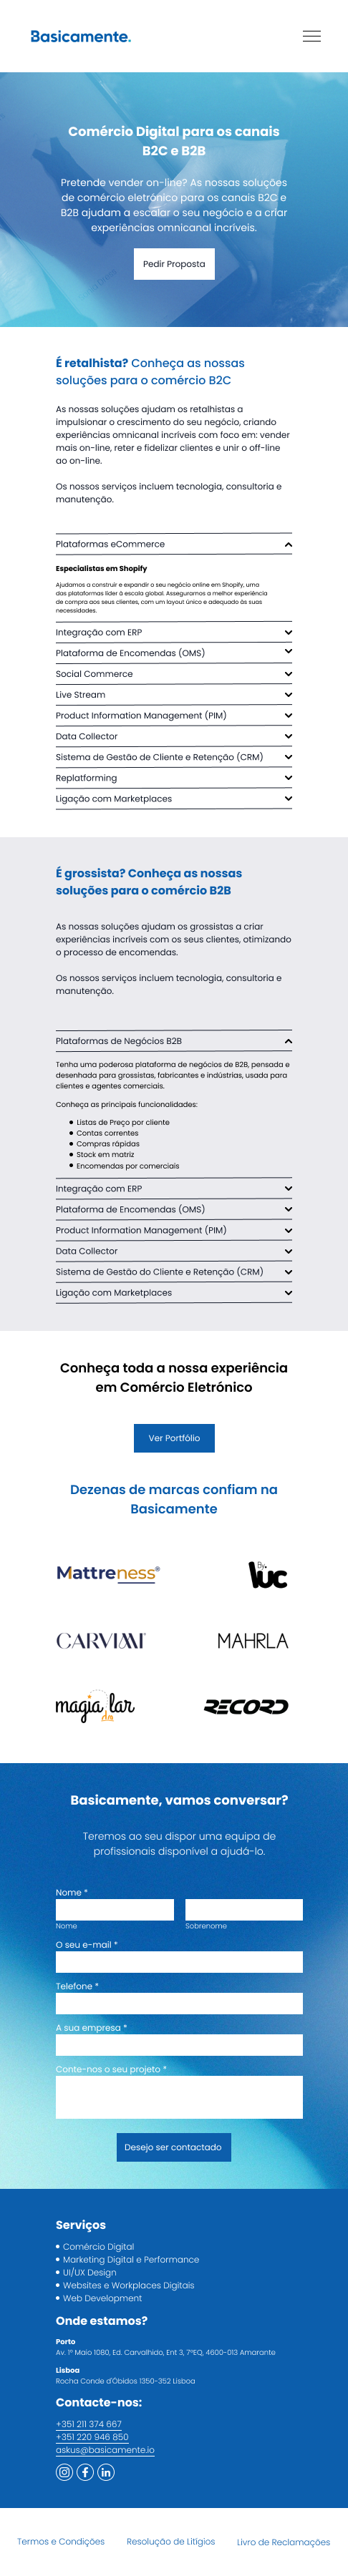 Basicamente.
Comércio Digital para os canais
B2C e B2B
Pretende vender on-line? As nossas soluções
de comércio eletrónico para os canais B2C e
B2B ajudam a escalar o seu negócio e a criar
experiências omnicanal incríveis.
Pedir Proposta
É retalhista? Conheça as nossas
soluções para o comércio B2C
As nossas soluções ajudam os retalhistas a
impulsionar o crescimento do seu negócio, criando
experiências omnicanal incríveis com foco em: vender
mais on-line, reter e fidelizar clientes e unir o off-line
ao on-line.
Os nossos serviços incluem tecnologia, consultoria e
manutenção.
Plataformas eCommerce
Especialistas em Shopify
Ajudamos a construir e expandir o seu negócio online em Shopify, uma
das plataformas líder à escala global. Asseguramos a melhor experiência
de compra aos seus clientes, com um layout único e adequado às suas
necessidades.
Integração com ERP
Plataforma de Encomendas (OMS)
Social Commerce
Live Stream
Product Information Management (PIM)
Data Collector
Sistema de Gestão de Cliente e Retenção (CRM)
Replatforming
Ligação com Marketplaces
É grossista? Conheça as nossas
soluções para o comércio B2B
As nossas soluções ajudam os grossistas a criar
experiências incríveis com os seus clientes, otimizando
o processo de encomendas.
Os nossos serviços incluem tecnologia, consultoria e
manutenção.
Plataformas de Negócios B2B
Tenha uma poderosa plataforma de negócios de B2B, pensada e
desenhada para grossistas, fabricantes e indústrias, usada para
clientes e agentes comerciais.
Conheça as principais funcionalidades:
Listas de Preço por cliente
Contas correntes
Compras rápidas
Stock em matriz
Encomendas por comerciais
Integração com ERP
Plataforma de Encomendas (OMS)
Product Information Management (PIM)
Data Collector
Sistema de Gestão do Cliente e Retenção (CRM)
Ligação com Marketplaces
Conheça toda a nossa experiência
em Comércio Eletrónico
Ver Portfólio
Dezenas de marcas confiam na
Basicamente
Mattreness®
By. luc
CARVIMI
MAHRLA
magia lar
RECORD
Basicamente, vamos conversar?
Teremos ao seu dispor uma equipa de
profissionais disponível a ajudá-lo.
Nome *
Nome
Sobrenome
O seu e-mail *
Telefone *
A sua empresa *
Conte-nos o seu projeto *
Desejo ser contactado
Serviços
Comércio Digital
Marketing Digital e Performance
UI/UX Design
Websites e Workplaces Digitais
Web Development
Onde estamos?
Porto
Av. 1º Maio 1080, Ed. Carvalhido, Ent 3, 7ºEQ, 4600-013 Amarante
Lisboa
Rocha Conde d'Óbidos 1350-352 Lisboa
Contacte-nos:
+351 211 374 667
+351 220 946 850
askus@basicamente.io
Termos e Condições
Resolução de Litígios
Livro de Reclamações